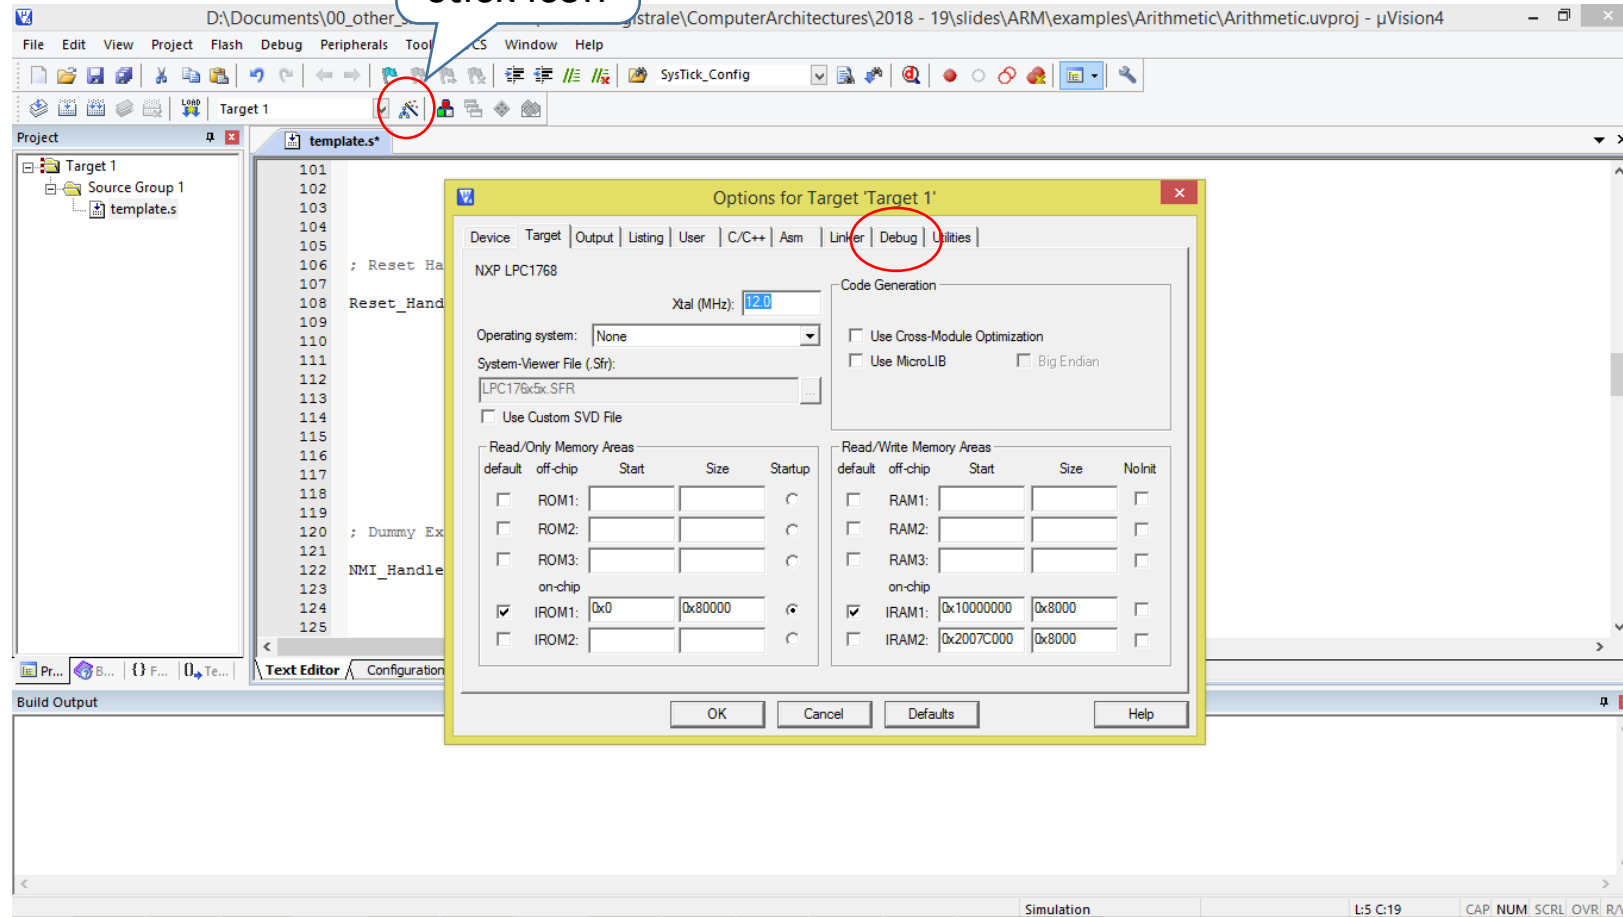 click icon
D:\Documents\00_other_s istrale\ComputerArchitectures\2018 - 19\slides\ARM\examples\Arithmetic\Arithmetic.uvproj - µVision4
File Edit View Project Flash Debug Peripherals Tool CS Window Help
SysTick_Config
LOAD Target 1
Project
template.s*
Target 1
Source Group 1
template.s
101
102
103
104
105
106 ; Reset Ha
107
108 Reset_Hand
109
110
111
112
113
114
115
116
117
118
119
120 ; Dummy Ex
121
122 NMI_Handle
123
124
125
Options for Target 'Target 1'
Device Target Output Listing User C/C++ Asm Linker Debug Utilities
NXP LPC1768
Xtal (MHz): 12.0
Operating system: None
System-Viewer File (.Sfr):
LPC176x5x.SFR ...
Use Custom SVD File
Code Generation
Use Cross-Module Optimization
Use MicroLIB Big Endian
Read/Only Memory Areas
default off-chip Start Size Startup
ROM1:
ROM2:
ROM3:
on-chip
IROM1: 0x0 0x80000
IROM2:
Read/Write Memory Areas
default off-chip Start Size NoInit
RAM1:
RAM2:
RAM3:
on-chip
IRAM1: 0x10000000 0x8000
IRAM2: 0x2007C000 0x8000
OK Cancel Defaults Help
Pr... B... {} F... 0 Te...
Text Editor Configuration
Build Output
Simulation L:5 C:19 CAP NUM SCRL OVR R/